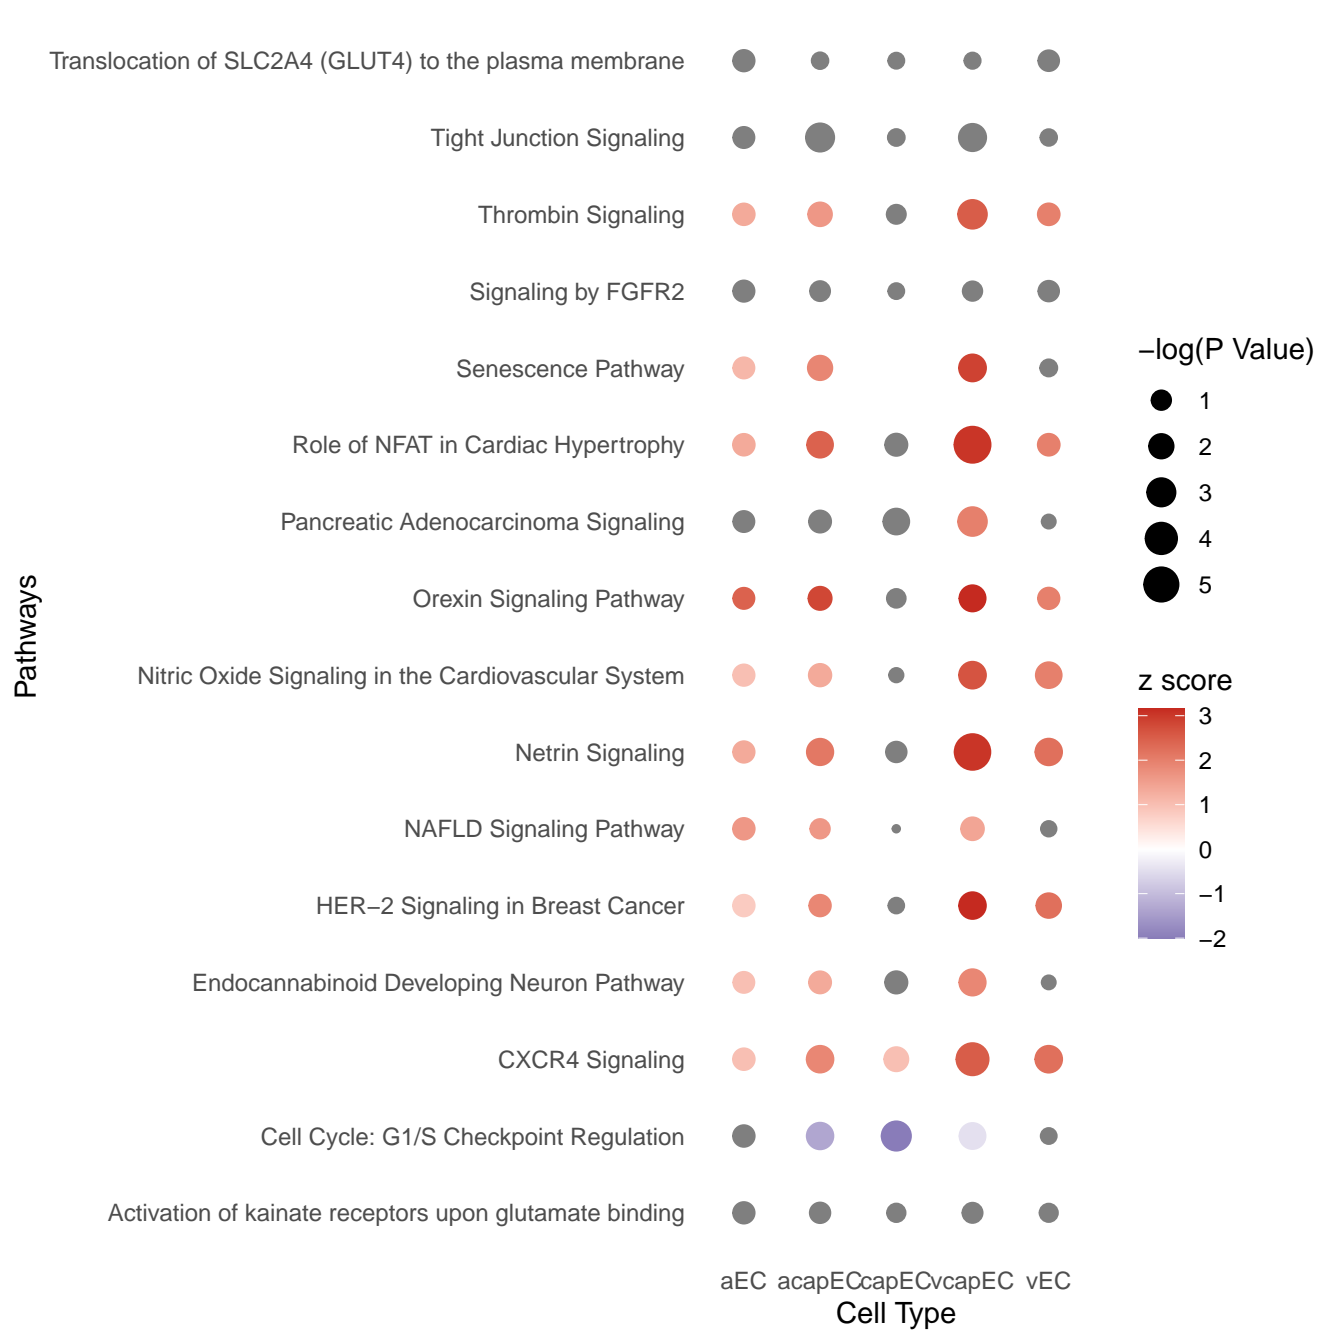 Translocation of SLC2A4 (GLUT4) to the plasma membrane
Tight Junction Signaling
Thrombin Signaling
Signaling by FGFR2
Senescence Pathway
Role of NFAT in Cardiac Hypertrophy
Pancreatic Adenocarcinoma Signaling
Orexin Signaling Pathway
Nitric Oxide Signaling in the Cardiovascular System
Netrin Signaling
NAFLD Signaling Pathway
HER−2 Signaling in Breast Cancer
Endocannabinoid Developing Neuron Pathway
CXCR4 Signaling
Cell Cycle: G1/S Checkpoint Regulation
Activation of kainate receptors upon glutamate binding
Pathways
aEC acapEC capEC vcapEC vEC
Cell Type
−log(P Value)
1
2
3
4
5
z score
3
2
1
0
−1
−2